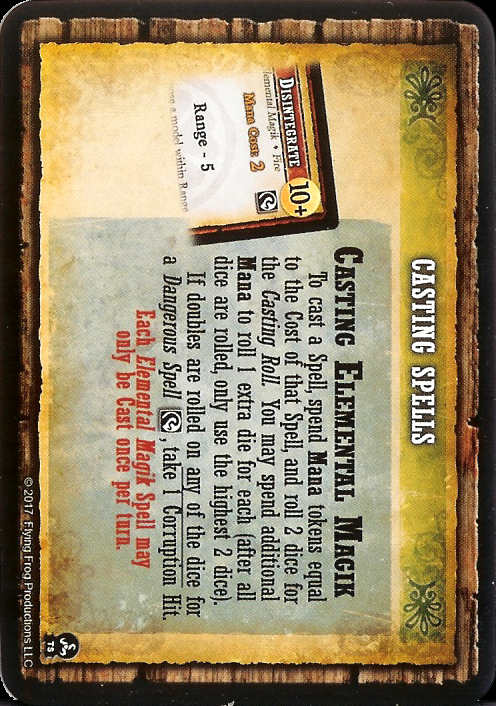 CASTING SPELLS
CASTING ELEMENTAL MAGIK
To cast a Spell, spend Mana tokens equal
to the Cost of that Spell, and roll 2 dice for
the Casting Roll. You may spend additional
Mana to roll 1 extra die for each (after all
dice are rolled, only use the highest 2 dice).
If doubles are rolled on any of the dice for
a Dangerous Spell, take 1 Corruption Hit.
Each Elemental Magik Spell may
only be Cast once per turn.
DISINTEGRATE
10+
Elemental Magik • Fire
Mana Cost 2
Range - 5
a model within Range
© 2017 Flying Frog Productions LLC
TS